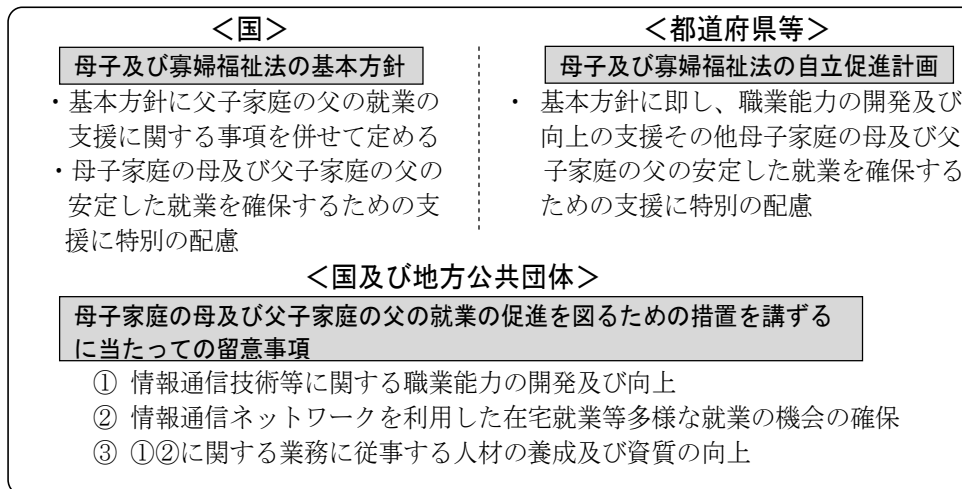 ＜国＞
母子及び寡婦福祉法の基本方針
・基本方針に父子家庭の父の就業の
支援に関する事項を併せて定める
・母子家庭の母及び父子家庭の父の
安定した就業を確保するための支
援に特別の配慮
＜都道府県等＞
母子及び寡婦福祉法の自立促進計画
・ 基本方針に即し、職業能力の開発及び
向上の支援その他母子家庭の母及び父
子家庭の父の安定した就業を確保する
ための支援に特別の配慮
＜国及び地方公共団体＞
母子家庭の母及び父子家庭の父の就業の促進を図るための措置を講ずる
に当たっての留意事項
① 情報通信技術等に関する職業能力の開発及び向上
② 情報通信ネットワークを利用した在宅就業等多様な就業の機会の確保
③ ①②に関する業務に従事する人材の養成及び資質の向上